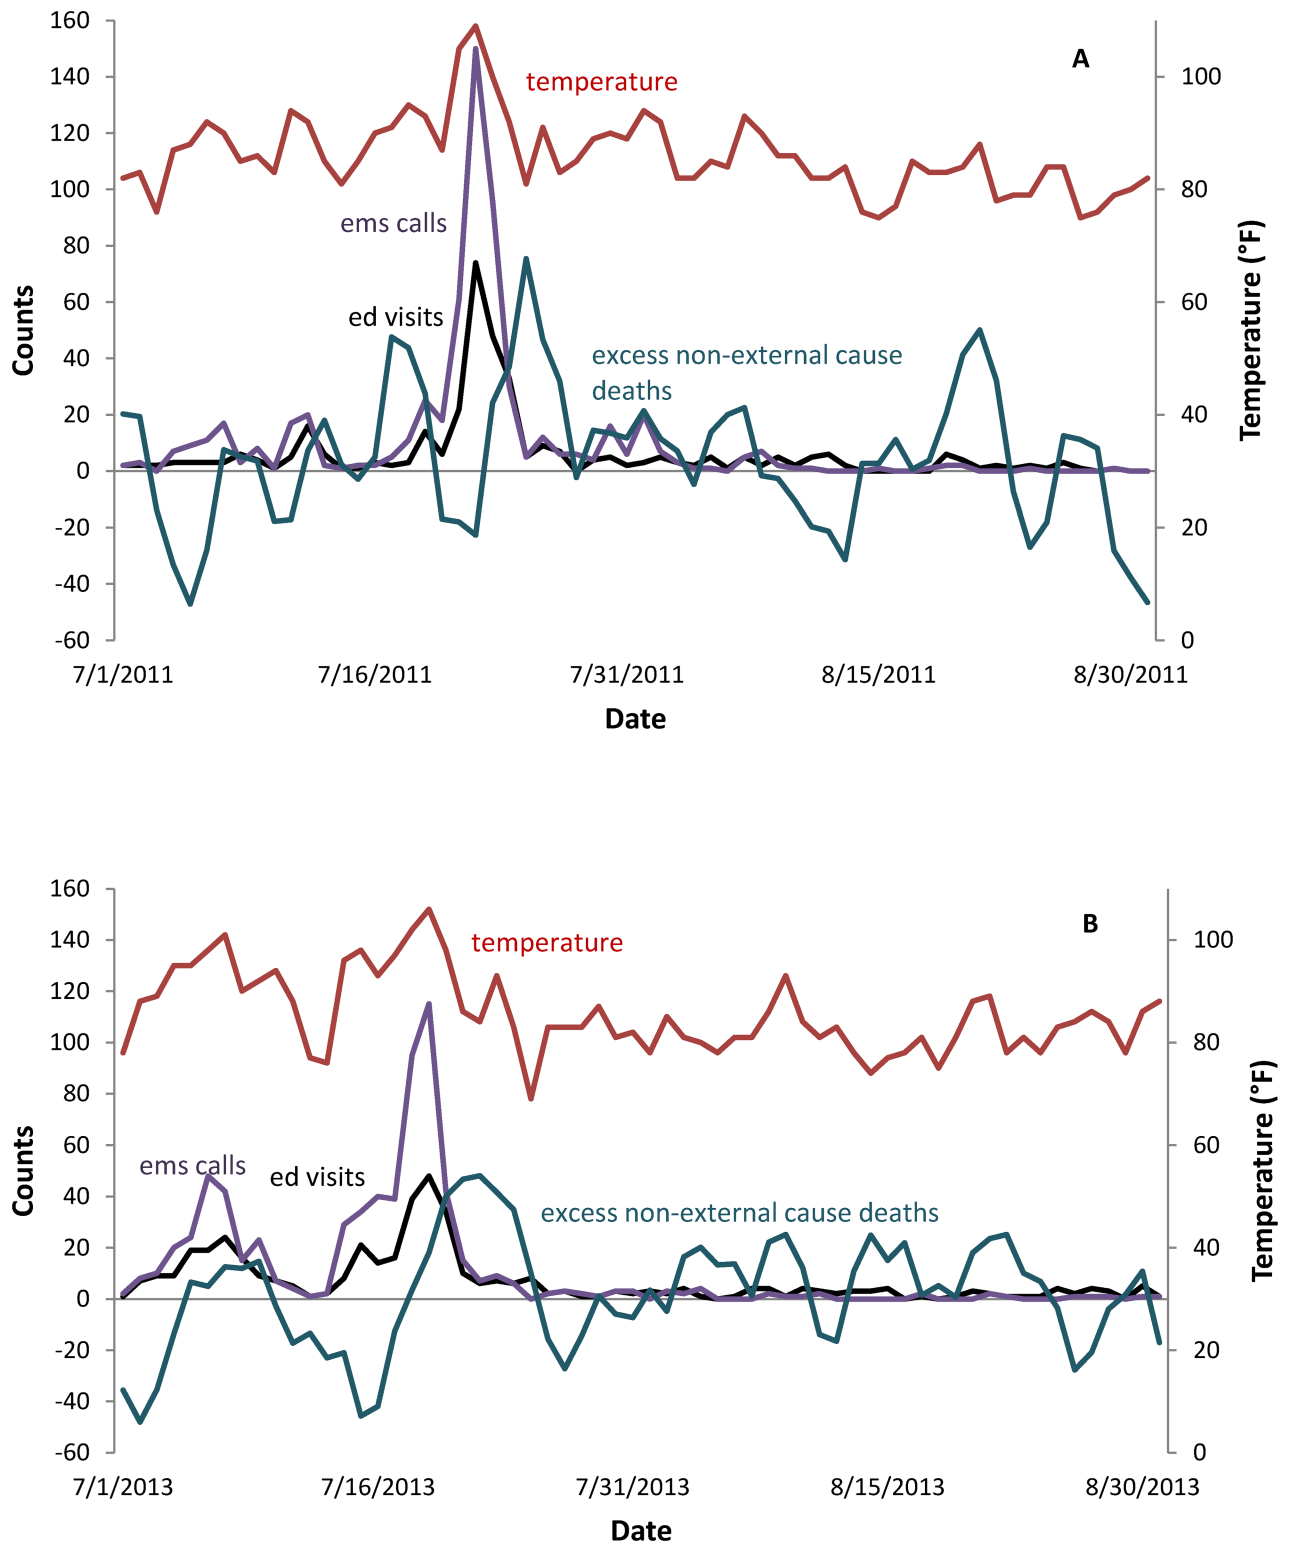 160
140
120
100
80
60
40
20
0
-20
-40
-60
Counts
A
temperature
ems calls
ed visits
excess non-external cause
deaths
100
80
60
40
20
0
Temperature (°F)
7/1/2011 7/16/2011 7/31/2011 8/15/2011 8/30/2011
Date
160
140
120
100
80
60
40
20
0
-20
-40
-60
Counts
B
temperature
ems calls
ed visits
excess non-external cause deaths
100
80
60
40
20
0
Temperature (°F)
7/1/2013 7/16/2013 7/31/2013 8/15/2013 8/30/2013
Date